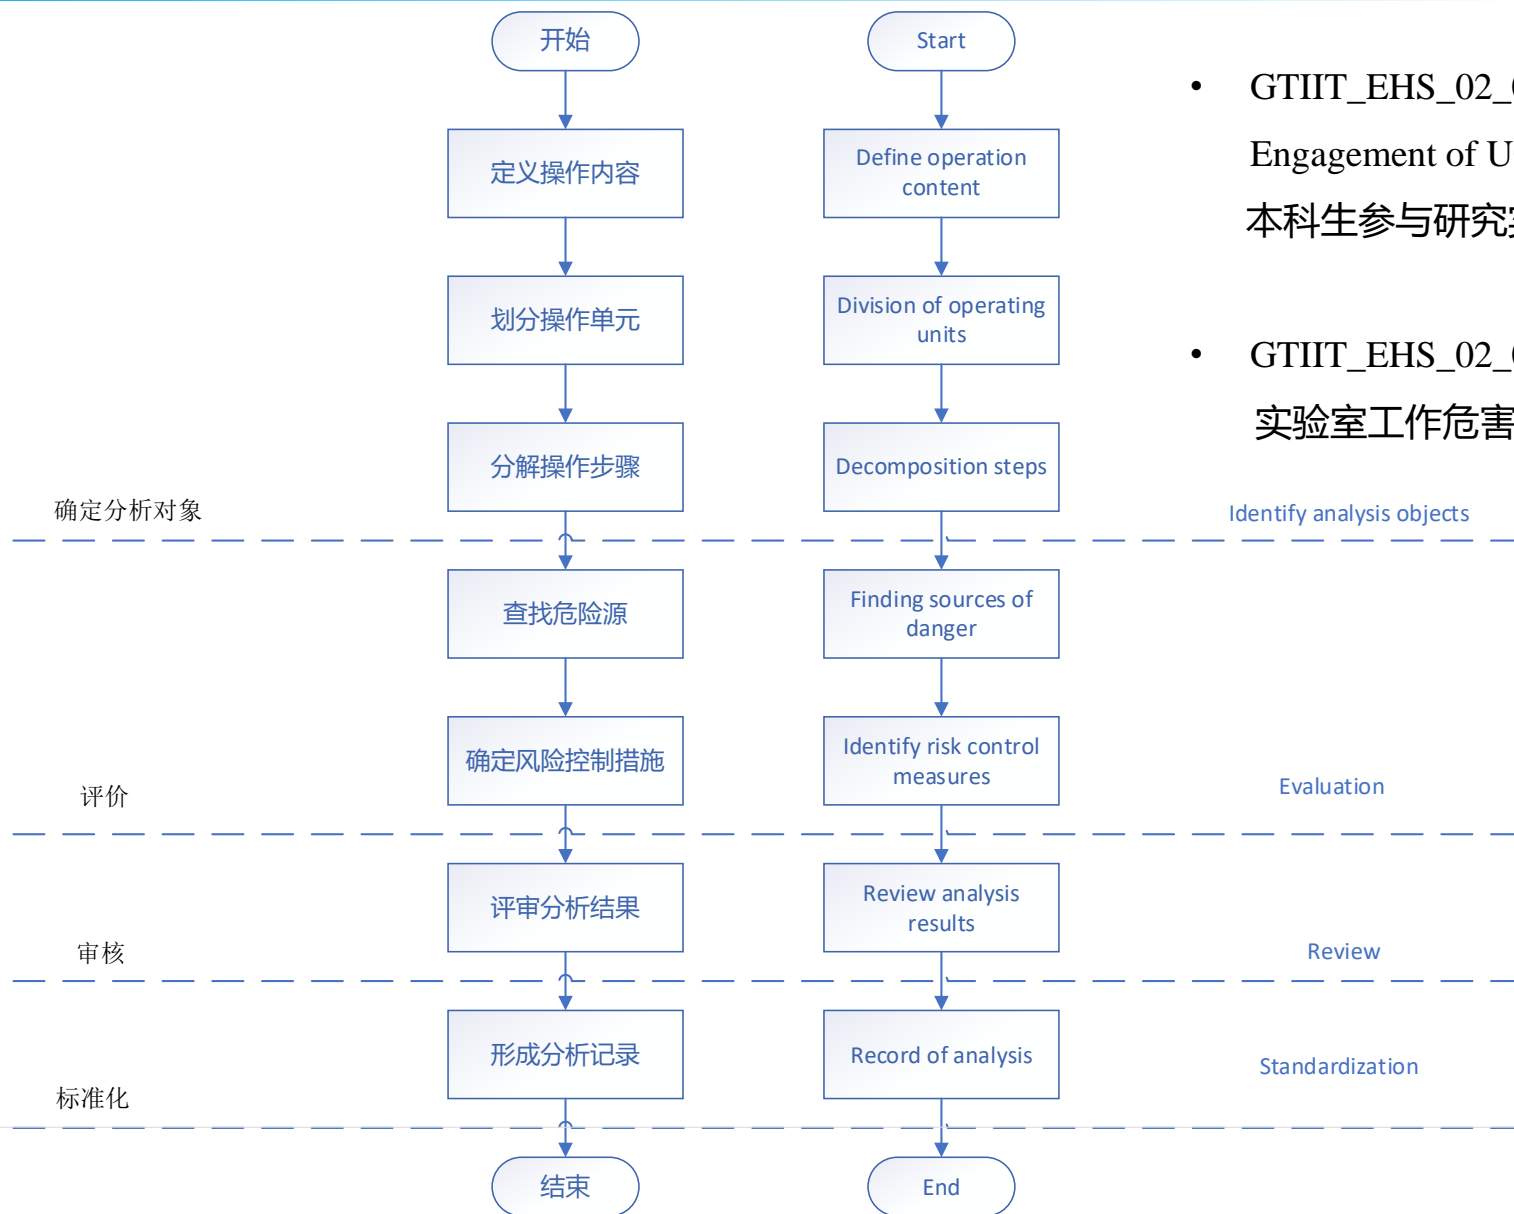 开始
Start
定义操作内容
Define operation
content
划分操作单元
Division of operating
units
分解操作步骤
Decomposition steps
确定分析对象
Identify analysis objects
查找危险源
Finding sources of
danger
确定风险控制措施
Identify risk control
measures
评价
Evaluation
评审分析结果
Review analysis
results
审核
Review
形成分析记录
Record of analysis
标准化
Standardization
结束
End
• GTIIT_EHS_02_
Engagement of U
本科生参与研究
• GTIIT_EHS_02_
实验室工作危害